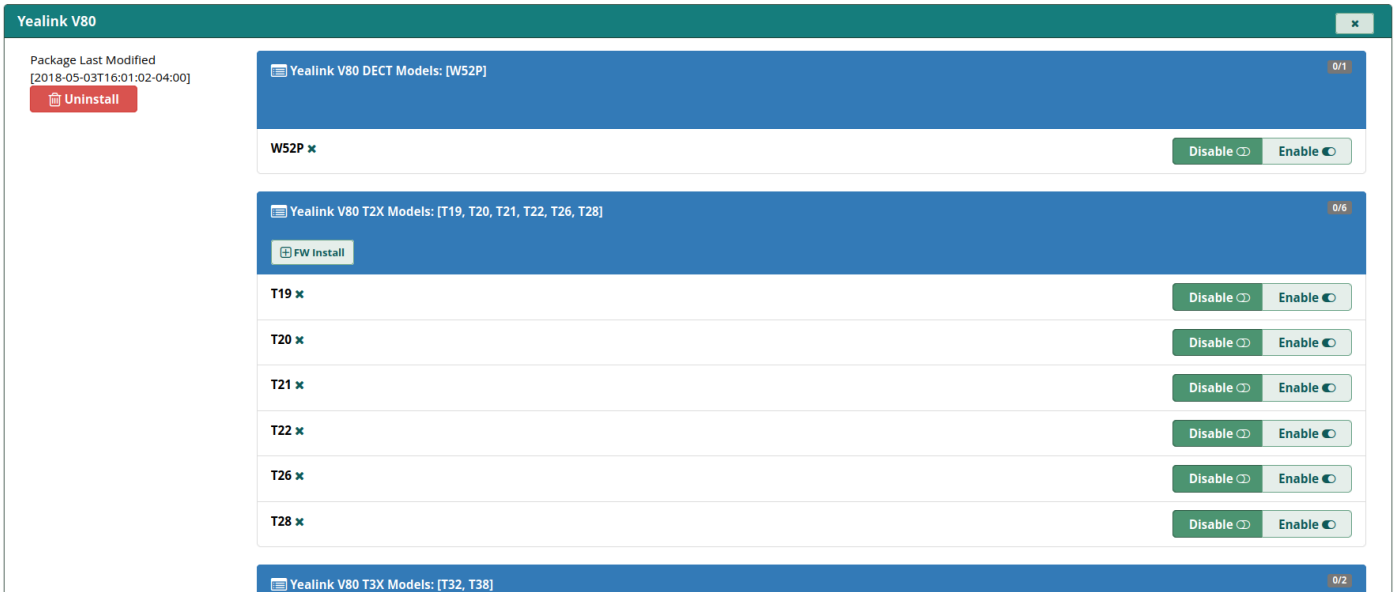 Yealink V80
Package Last Modified
[2018-05-03T16:01:02-04:00]
Uninstall
Yealink V80 DECT Models: [W52P]
0/1
W52P
Disable Enable
Yealink V80 T2X Models: [T19, T20, T21, T22, T26, T28]
0/6
FW Install
T19
Disable Enable
T20
Disable Enable
T21
Disable Enable
T22
Disable Enable
T26
Disable Enable
T28
Disable Enable
Yealink V80 T3X Models: [T32, T38]
0/2